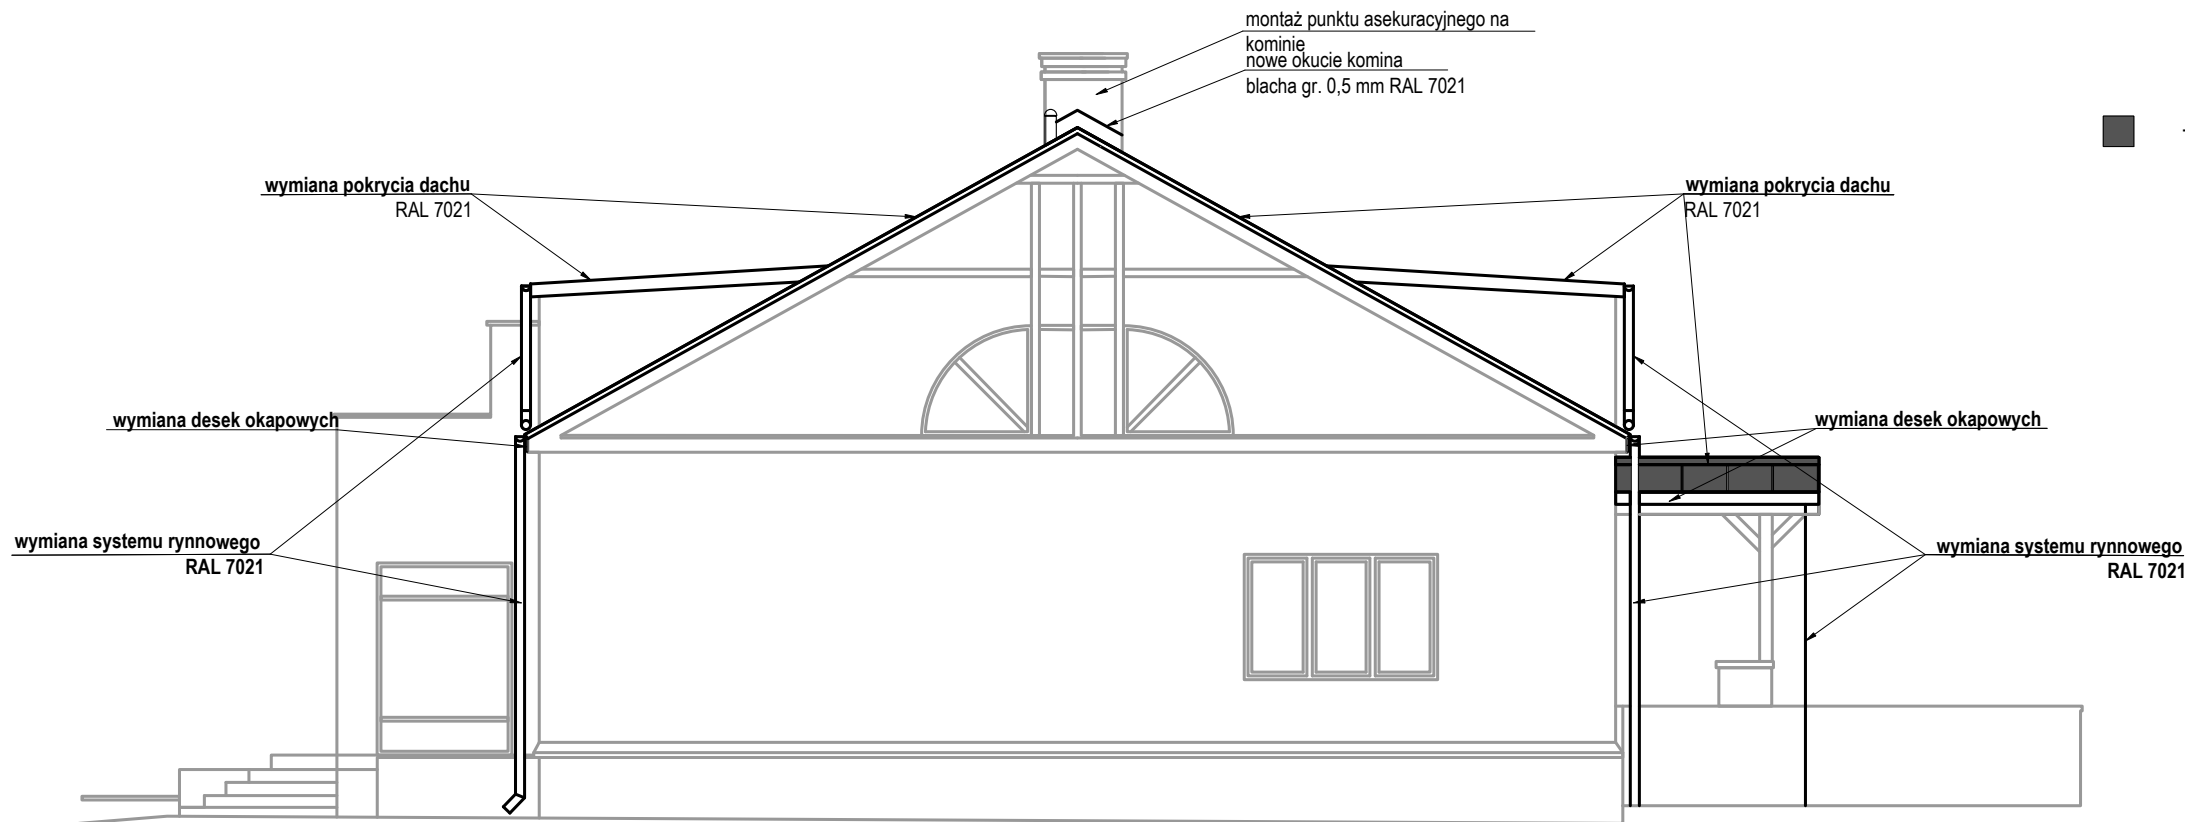 montaż punktu asekuracyjnego na
kominie
nowe okucie komina
blacha gr. 0,5 mm RAL 7021
wymiana pokrycia dachu
RAL 7021
wymiana pokrycia dachu
RAL 7021
wymiana desek okapowych
wymiana desek okapowych
wymiana systemu rynnowego
RAL 7021
wymiana systemu rynnowego
RAL 7021